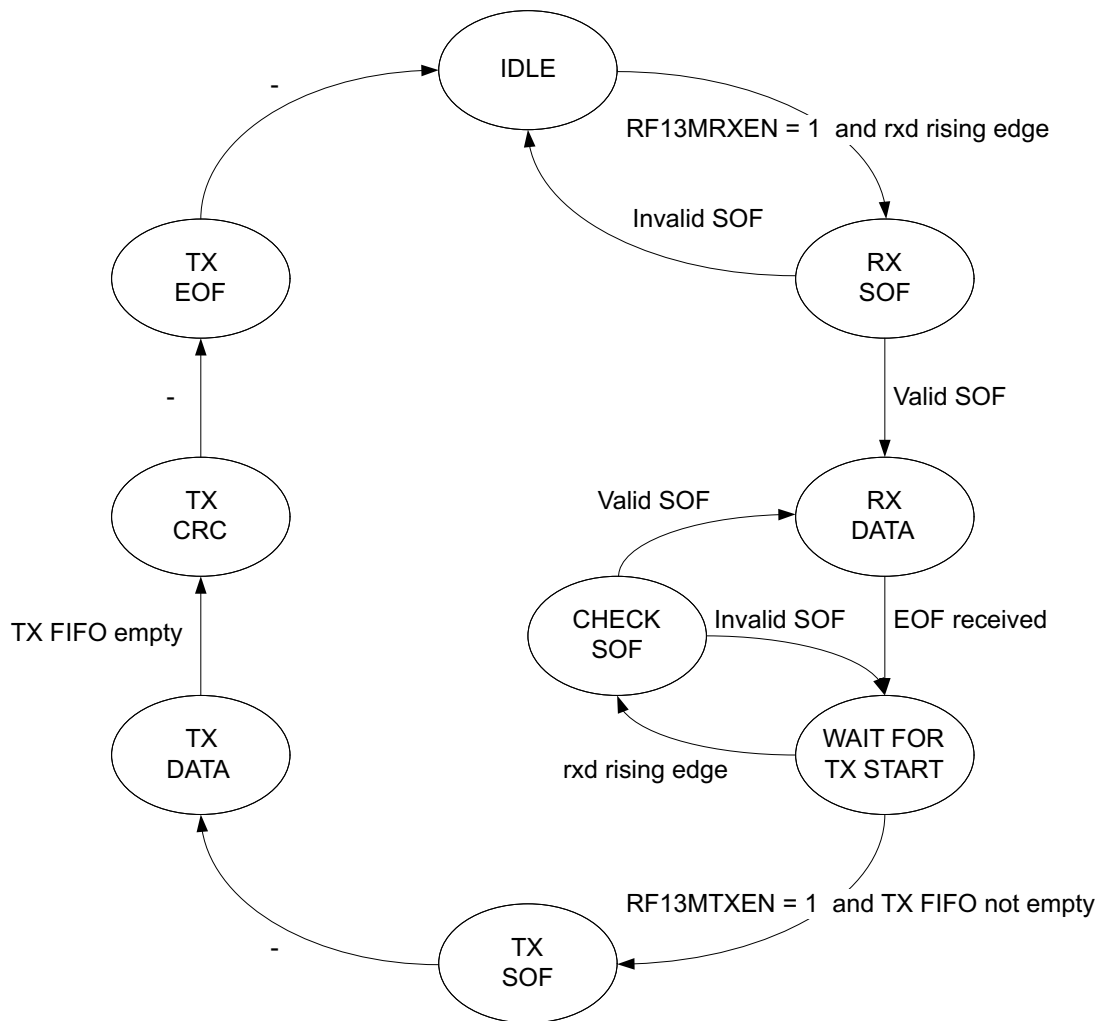 IDLE
-
RF13MRXEN = 1 and rxd rising edge
Invalid SOF
TX
EOF
RX
SOF
-
Valid SOF
TX
CRC
Valid SOF
RX
DATA
TX FIFO empty
CHECK
SOF
Invalid SOF
EOF received
TX
DATA
rxd rising edge
WAIT FOR
TX START
RF13MTXEN = 1 and TX FIFO not empty
-
TX
SOF